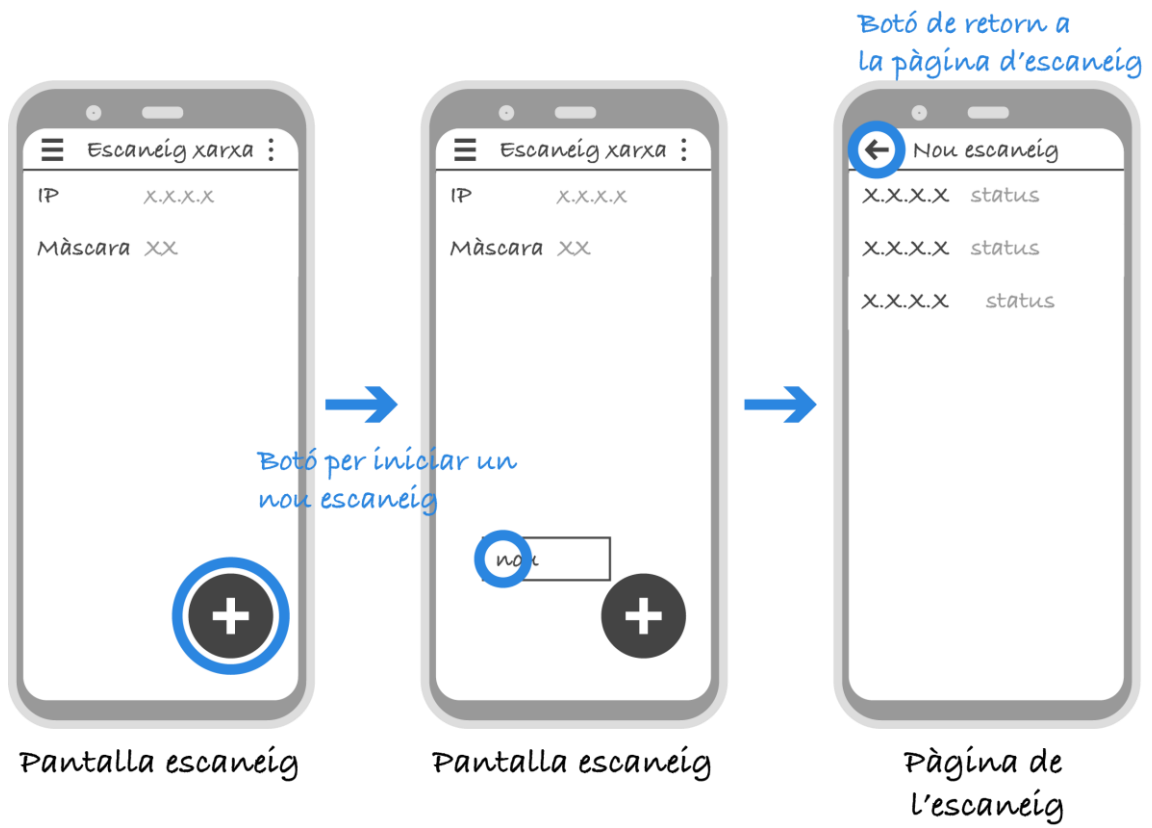 Botó de retorn a
la pàgina d'escaneig
Escaneig xarxa
IP x.x.x.x
Màscara xx
Botó per iniciar un
nou escaneig
Pantalla escaneig
Escaneig xarxa
IP x.x.x.x
Màscara xx
nou
Pantalla escaneig
Nou escaneig
x.x.x.x status
x.x.x.x status
x.x.x.x status
Pàgina de
l'escaneig